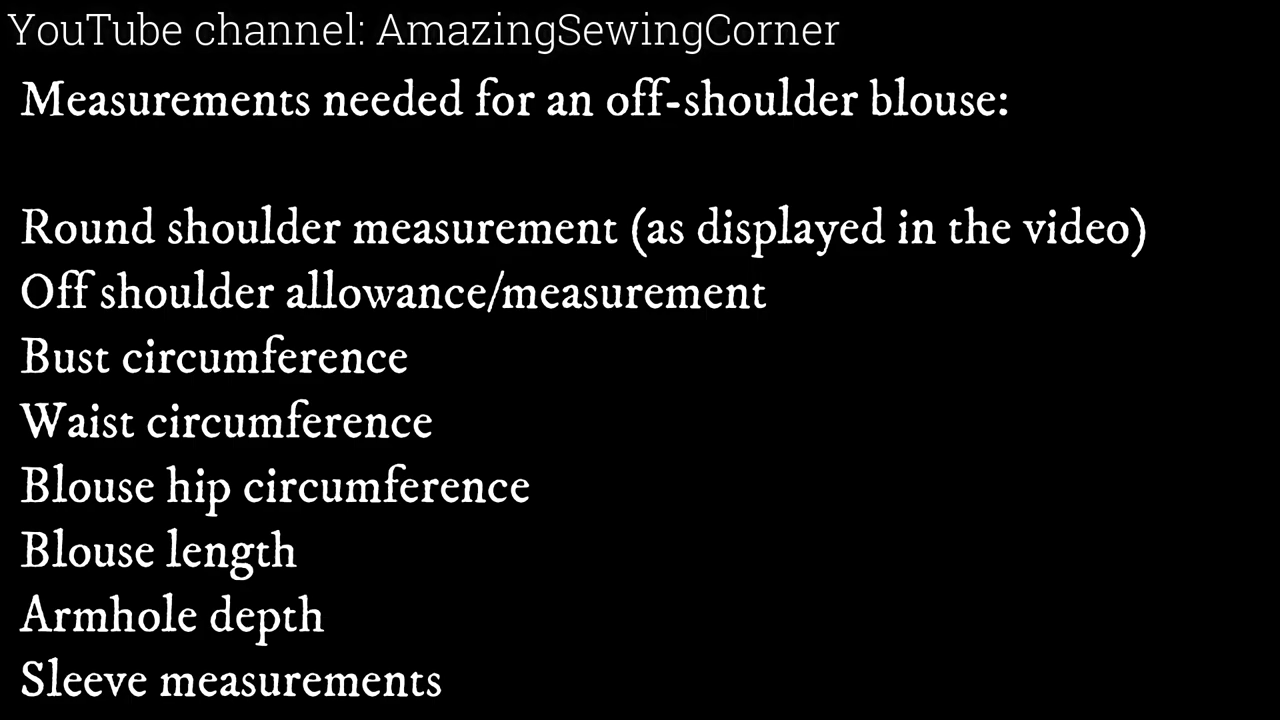 YouTube channel: AmazingSewingCorner
Measurements needed for an off-shoulder blouse:
Round shoulder measurement (as displayed in the video)
Off shoulder allowance/measurement
Bust circumference
Waist circumference
Blouse hip circumference
Blouse length
Armhole depth
Sleeve measurements